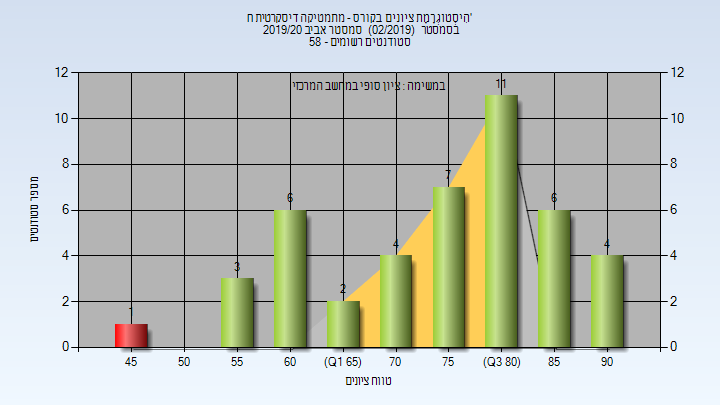 היסטוגרמת ציונים בקורס - מתמטיקה דיסקרטית ח'
בסמסטר (02/2019) סמסטר אביב 2019/20
סטודנטים רשומים - 58
במשימה : ציון סופי במחשב המרכזי
12 12
10 10
8 8
6 6
4 4
2 2
0 0
1 3 6 2 4 7 11 6 4
45 50 55 60 (Q1 65) 70 75 (Q3 80) 85 90
מספר סטודנטים
טווח ציונים